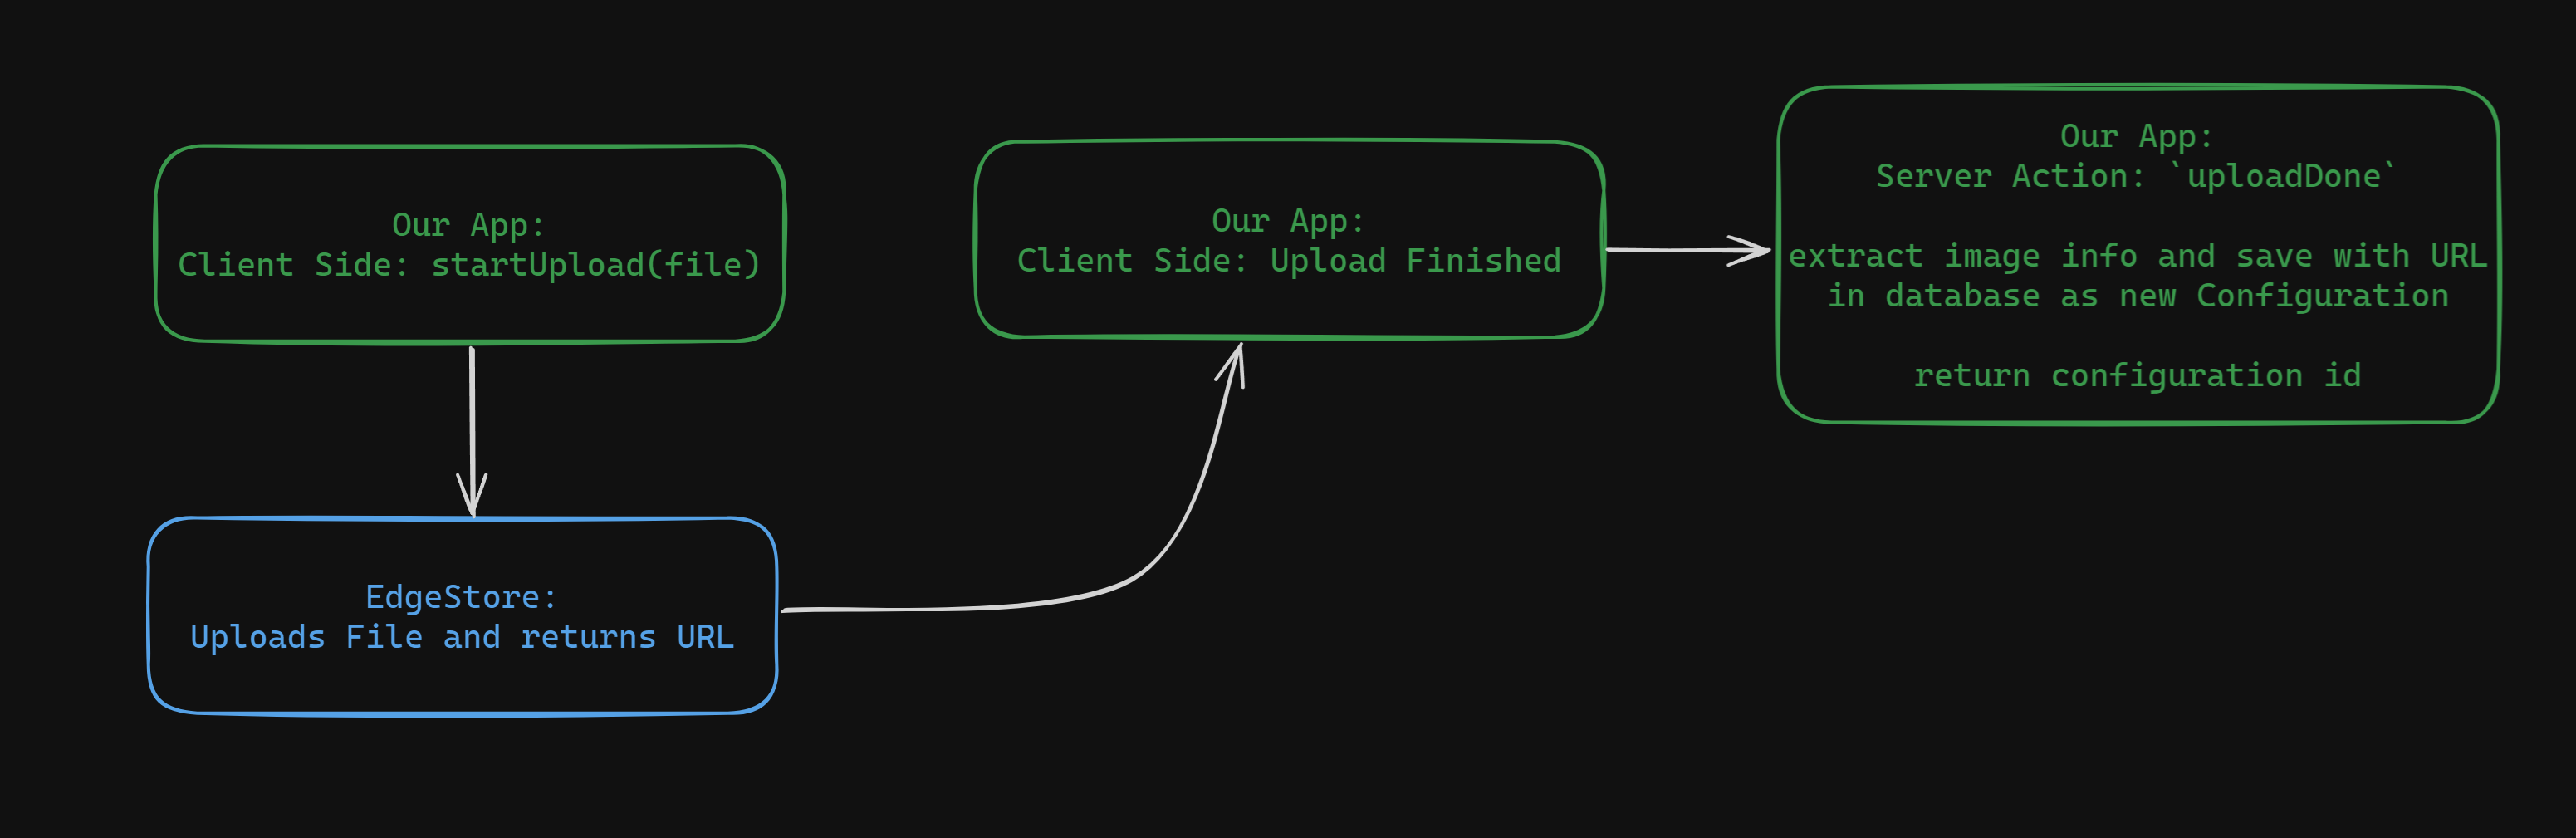 Our App:
Client Side: startUpload(file)
EdgeStore:
Uploads File and returns URL
Our App:
Client Side: Upload Finished
Our App:
Server Action: `uploadDone`
extract image info and save with URL
in database as new Configuration
return configuration id